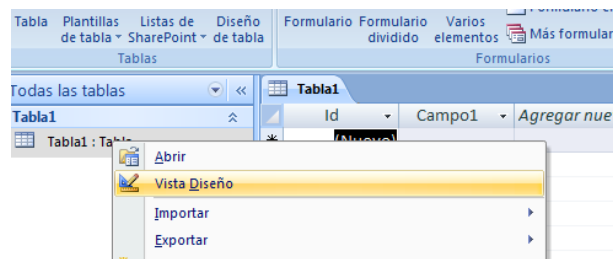 Tabla Plantillas Listas de Diseño Formulario Formulario Varios
de tabla SharePoint de tabla dividido elementos Más formular
Tablas Formularios
Todas las tablas Tabla1
Tabla1 Id Campo1 Agregar nue
Tabla1 : Tabla (Nuevo)
Abrir
Vista Diseño
Importar
Exportar